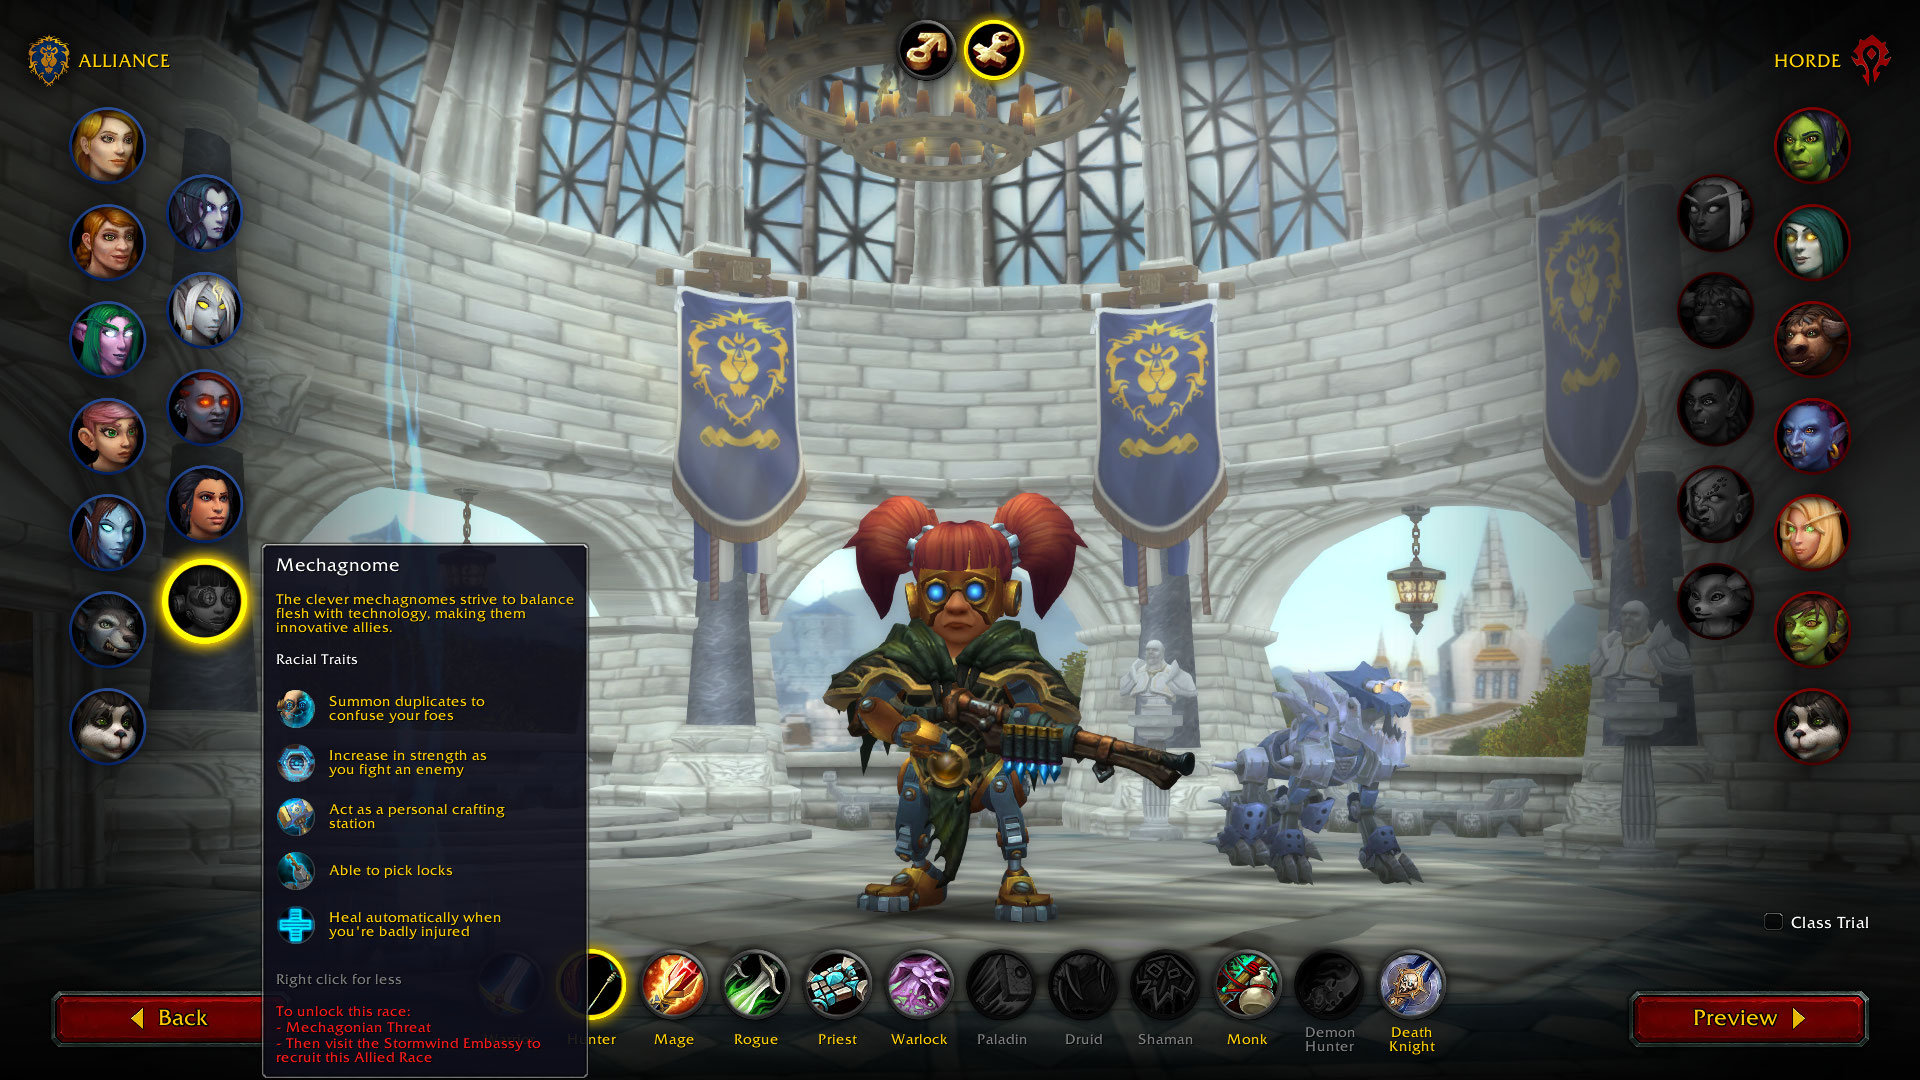 ALLIANCE
HORDE
Mechagnome
The clever mechagnomes strive to balance
flesh with technology, making them
innovative allies.
Racial Traits
Summon duplicates to
confuse your foes
Increase in strength as
you fight an enemy
Act as a personal crafting
station
Able to pick locks
Heal automatically when
you're badly injured
Right click for less
To unlock this race:
- Mechagonian Threat
- Then visit the Stormwind Embassy to
recruit this Allied Race
Class Trial
Back
Hunter
Mage
Rogue
Priest
Warlock
Paladin
Druid
Shaman
Monk
Demon
Hunter
Death
Knight
Preview